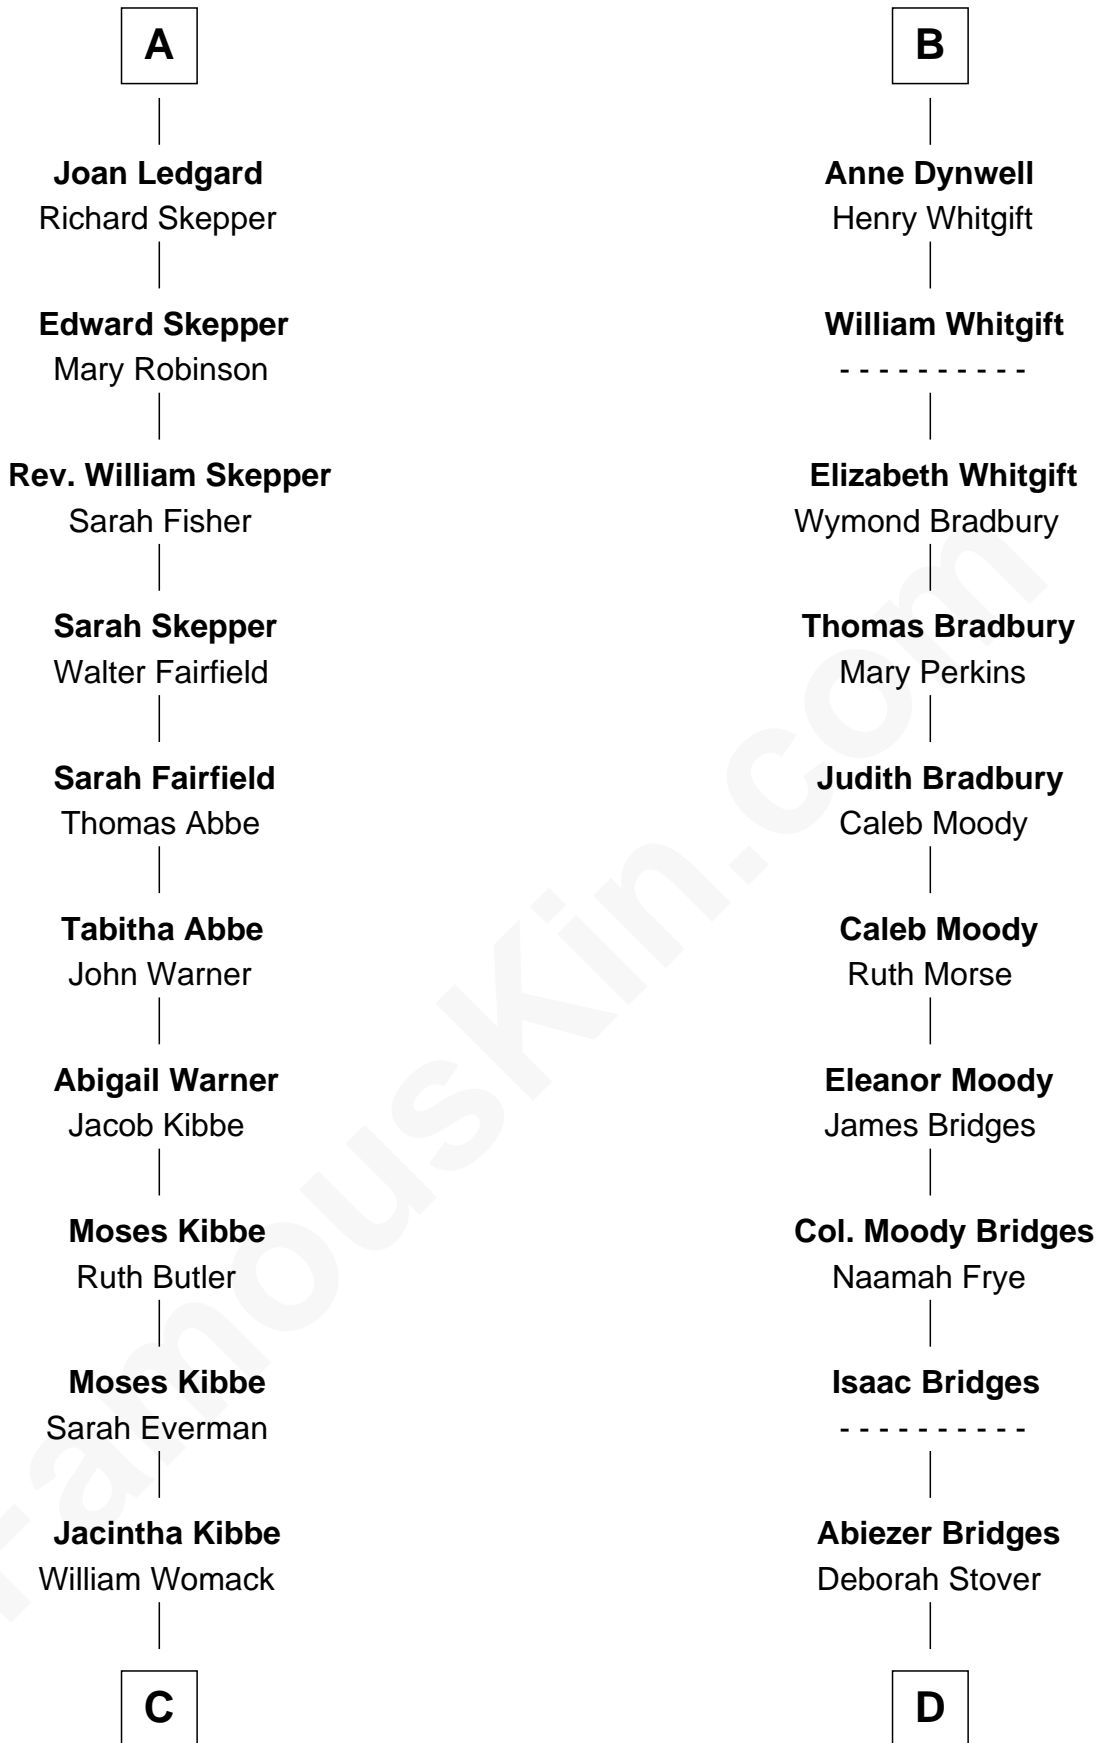 A
Joan Ledgard
Richard Skepper
Edward Skepper
Mary Robinson
Rev. William Skepper
Sarah Fisher
Sarah Skepper
Walter Fairfield
Sarah Fairfield
Thomas Abbe
Tabitha Abbe
John Warner
Abigail Warner
Jacob Kibbe
Moses Kibbe
Ruth Butler
Moses Kibbe
Sarah Everman
Jacintha Kibbe
William Womack
C
B
Anne Dynwell
Henry Whitgift
William Whitgift
- - - - - - - - - -
Elizabeth Whitgift
Wymond Bradbury
Thomas Bradbury
Mary Perkins
Judith Bradbury
Caleb Moody
Caleb Moody
Ruth Morse
Eleanor Moody
James Bridges
Col. Moody Bridges
Naamah Frye
Isaac Bridges
- - - - - - - - - -
Abiezer Bridges
Deborah Stover
D
FamousKin.com